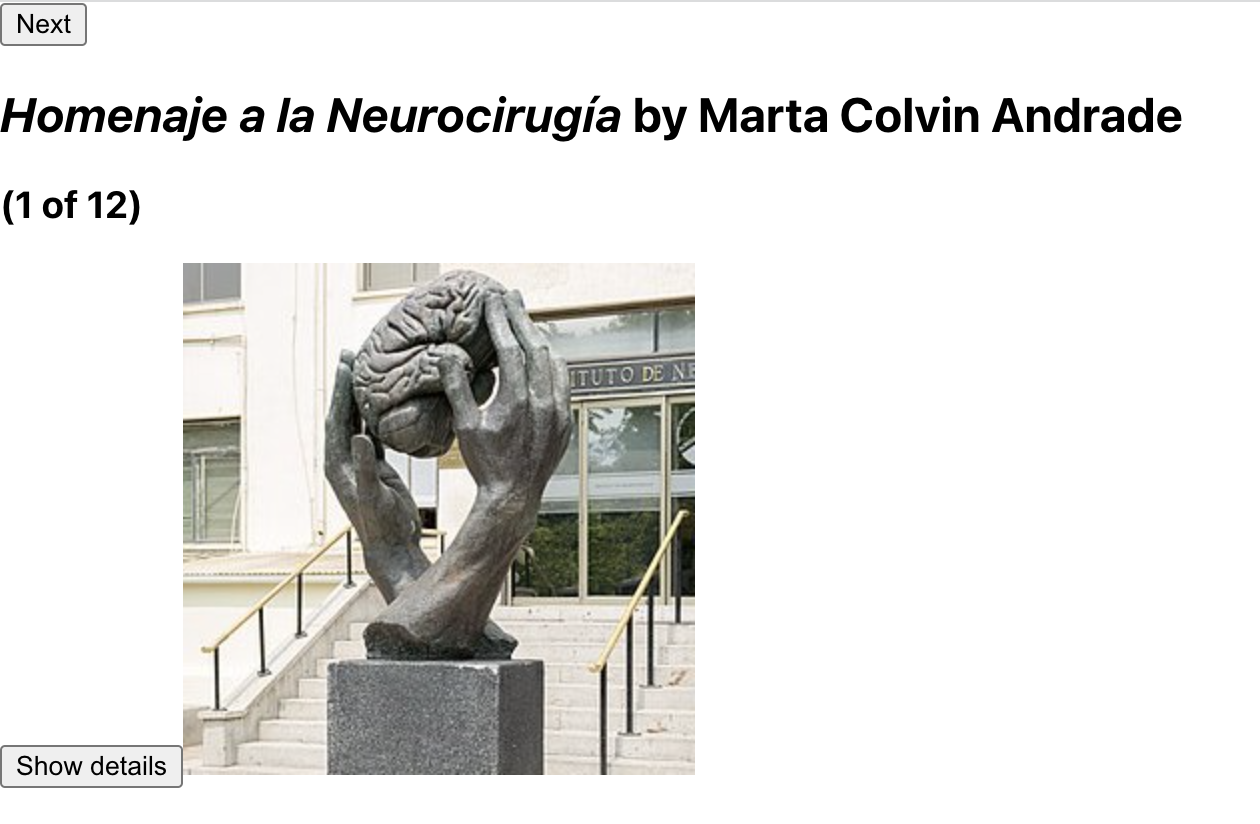 Next
Homenaje a la Neurocirugía by Marta Colvin Andrade
(1 of 12)
ITUTO DE NE
Show details